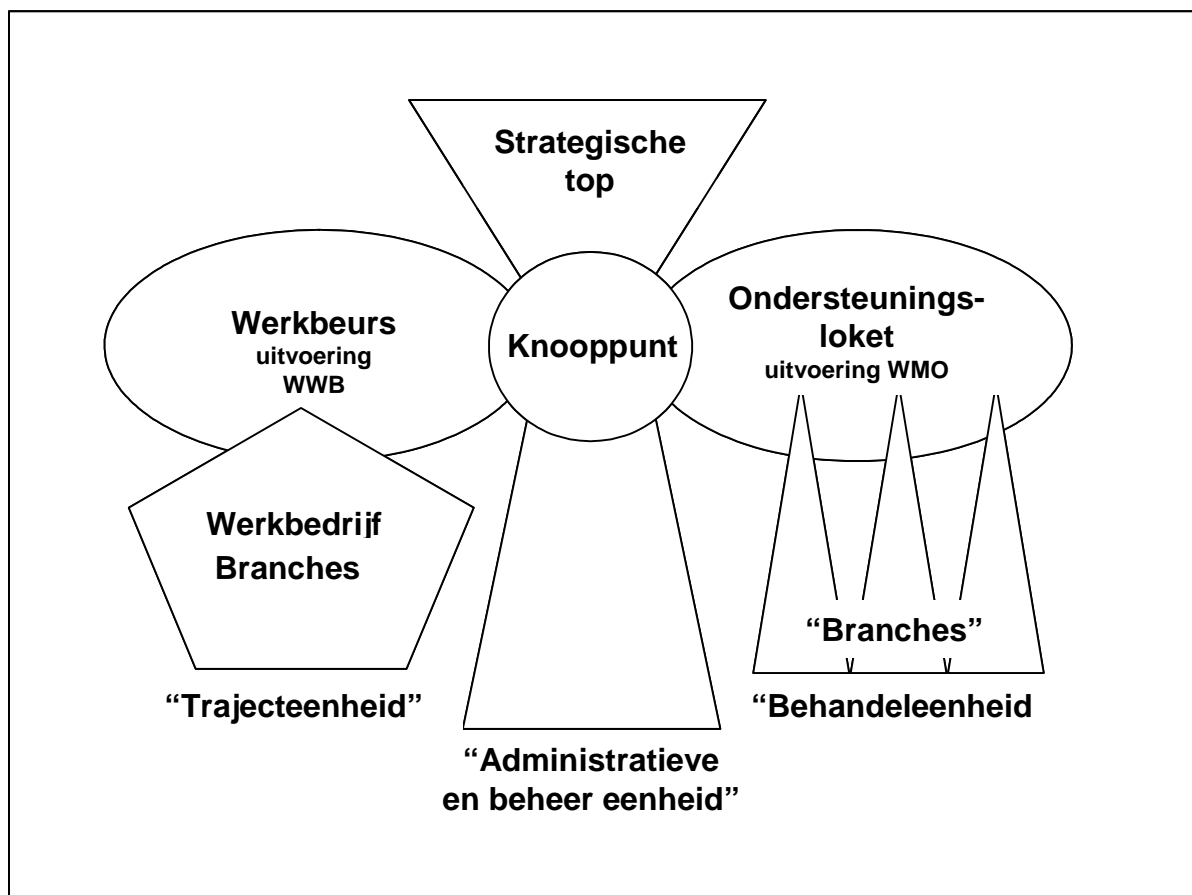 Strategische
top
Werkbeurs
uitvoering
WWB
Knooppunt
Ondersteunings-
loket
uitvoering WMO
Werkbedrijf
Branches
“Branches”
“Trajecteenheid”
“Behandeleenheid
“Administratieve
en beheer eenheid”